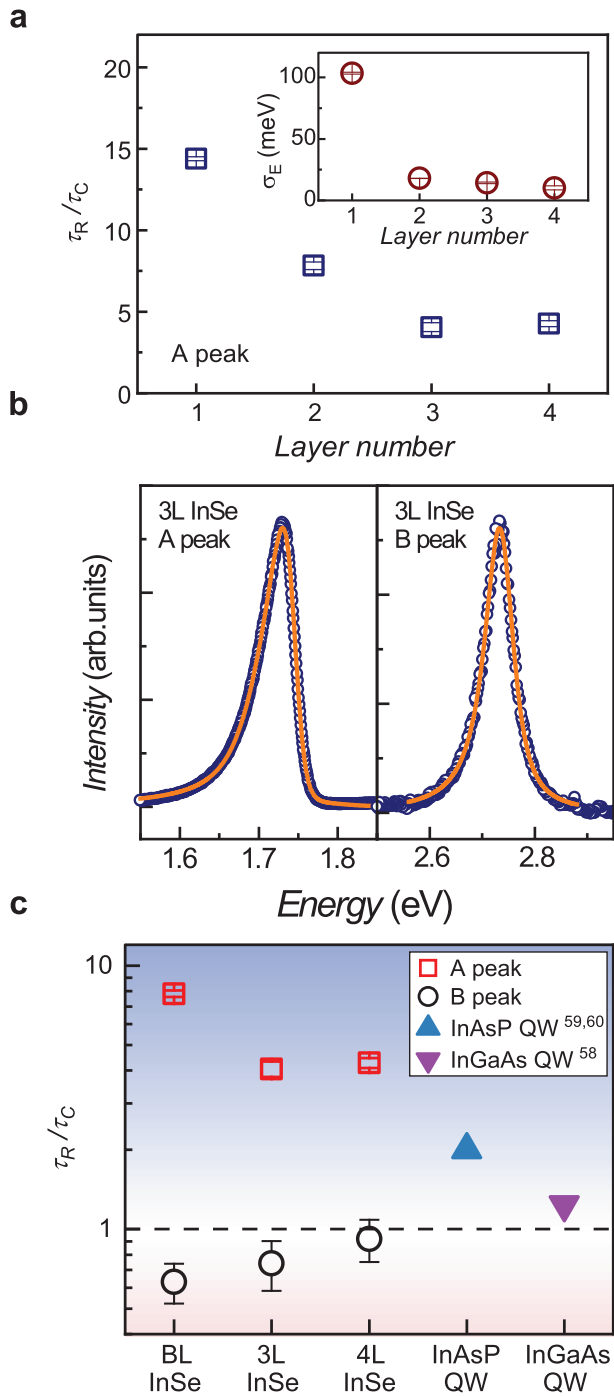 a
20
15
10
5
0
τR/τC
A peak
1 2 3 4
Layer number
100
50
0
σE (meV)
1 2 3 4
Layer number
b
3L InSe
A peak
3L InSe
B peak
Intensity (arb.units)
1.6 1.7 1.8 2.6 2.8
Energy (eV)
c
10
1
τR/τC
A peak
B peak
InAsP QW 59,60
InGaAs QW 58
BL 3L 4L InAsP InGaAs
InSe InSe InSe QW QW